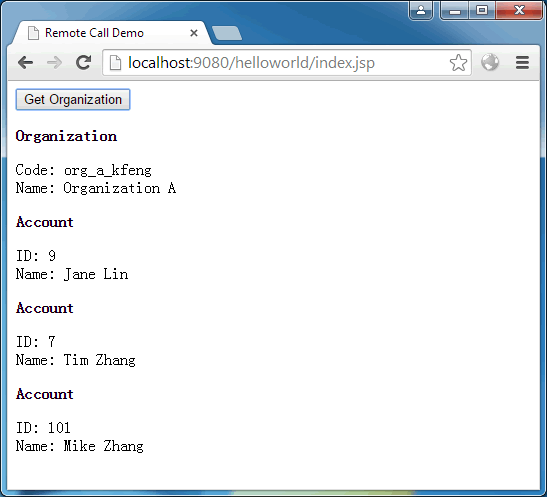 Remote Call Demo
localhost:9080/helloworld/index.jsp
Get Organization
Organization
Code: org_a_kfeng
Name: Organization A
Account
ID: 9
Name: Jane Lin
Account
ID: 7
Name: Tim Zhang
Account
ID: 101
Name: Mike Zhang